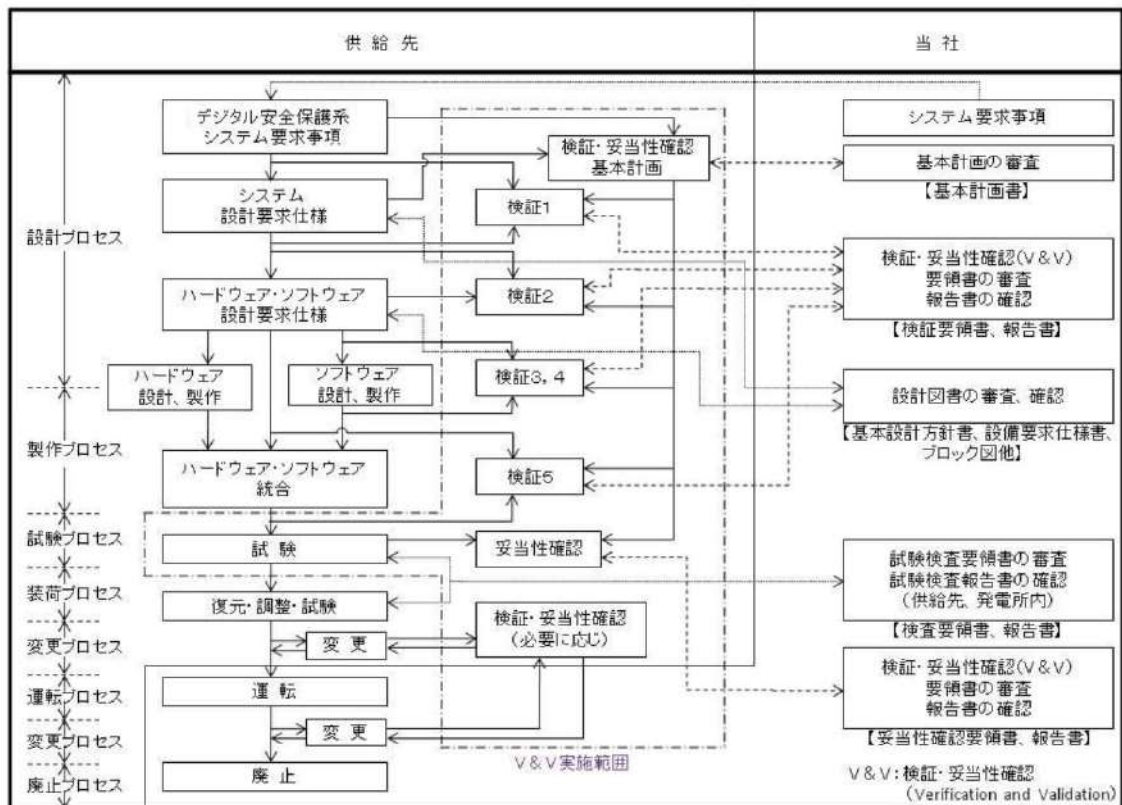 供給先
当社
デジタル安全保護系
システム要求事項
システム要求事項
検証・妥当性確認
基本計画
基本計画の審査
【基本計画書】
システム
設計要求仕様
検証1
設計プロセス
検証・妥当性確認(V&V)
要領書の審査
報告書の確認
【検証要領書、報告書】
ハードウェア・ソフトウェア
設計要求仕様
検証2
ハードウェア
設計、製作
ソフトウェア
設計、製作
検証3,4
設計図書の審査、確認
【基本設計方針書、設備要求仕様書、
ブロック図他】
製作プロセス
ハードウェア・ソフトウェア
統合
検証5
試験プロセス
試験
妥当性確認
試験検査要領書の審査
試験検査報告書の確認
(供給先、発電所内)
【検査要領書、報告書】
装荷プロセス
復元・調整・試験
検証・妥当性確認
(必要に応じ)
変更プロセス
変更
検証・妥当性確認(V&V)
要領書の審査
報告書の確認
【妥当性確認要領書、報告書】
運転プロセス
運転
変更プロセス
変更
V&V実施範囲
廃止プロセス
廃止
V&V:検証・妥当性確認
(Verification and Validation)